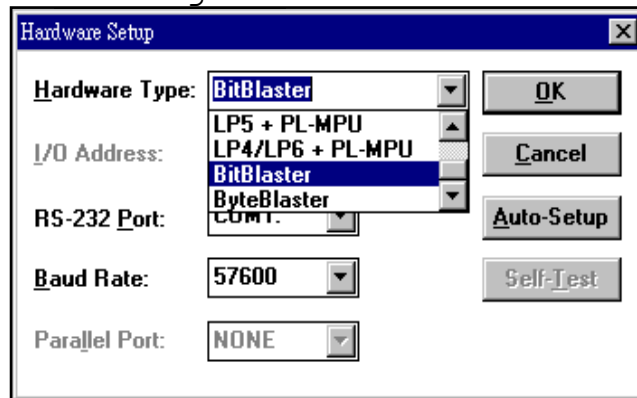 Hardware Setup
Hardware Type: BitBlaster OK
LP5 + PL-MPU
I/O Address: LP4/LP6 + PL-MPU Cancel
BitBlaster
ByteBlaster
RS-232 Port: COM1: Auto-Setup
Baud Rate: 57600 Self-Test
Parallel Port: NONE